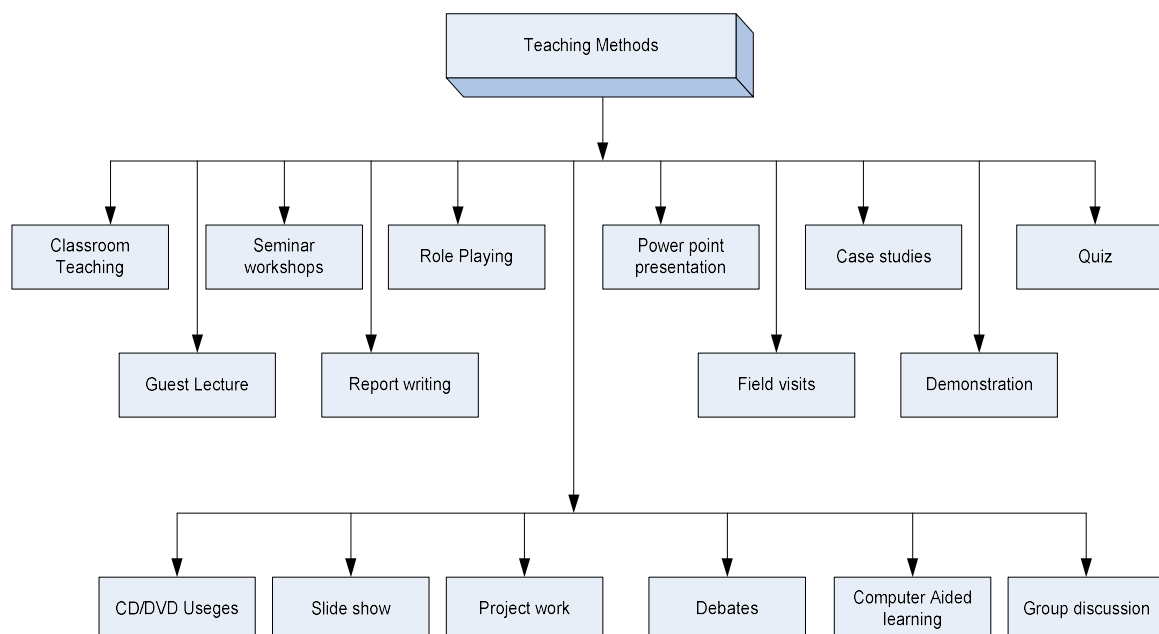 Teaching Methods
Classroom
Teaching
Seminar
workshops
Role Playing
Power point
presentation
Case studies
Quiz
Guest Lecture
Report writing
Field visits
Demonstration
CD/DVD Useges
Slide show
Project work
Debates
Computer Aided
learning
Group discussion